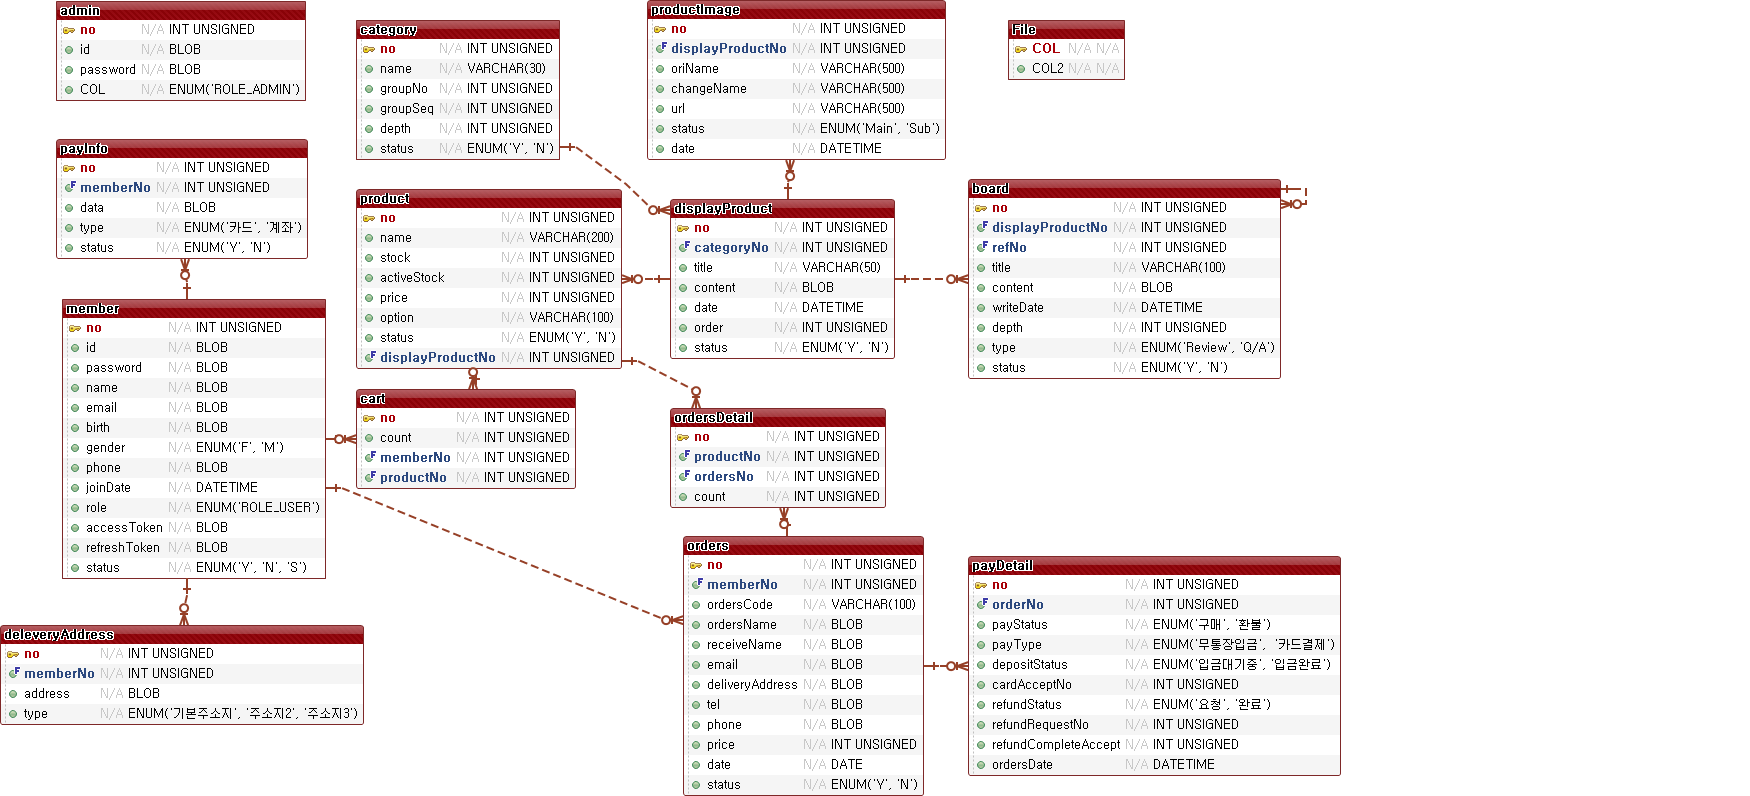 admin
no N/A INT UNSIGNED
id N/A BLOB
password N/A BLOB
COL N/A ENUM('ROLE_ADMIN')
category
no N/A INT UNSIGNED
name N/A VARCHAR(30)
groupNo N/A INT UNSIGNED
groupSeq N/A INT UNSIGNED
depth N/A INT UNSIGNED
status N/A ENUM('Y', 'N')
productImage
no N/A INT UNSIGNED
displayProductNo N/A INT UNSIGNED
oriName N/A VARCHAR(500)
changeName N/A VARCHAR(500)
url N/A VARCHAR(500)
status N/A ENUM('Main', 'Sub')
date N/A DATETIME
File
COL N/A N/A
COL2 N/A N/A
payInfo
no N/A INT UNSIGNED
memberNo N/A INT UNSIGNED
data N/A BLOB
type N/A ENUM('카드', '계좌')
status N/A ENUM('Y', 'N')
product
no N/A INT UNSIGNED
name N/A VARCHAR(200)
stock N/A INT UNSIGNED
activeStock N/A INT UNSIGNED
price N/A INT UNSIGNED
option N/A VARCHAR(100)
status N/A ENUM('Y', 'N')
displayProductNo N/A INT UNSIGNED
displayProduct
no N/A INT UNSIGNED
categoryNo N/A INT UNSIGNED
title N/A VARCHAR(50)
content N/A BLOB
date N/A DATETIME
order N/A INT UNSIGNED
status N/A ENUM('Y', 'N')
board
no N/A INT UNSIGNED
displayProductNo N/A INT UNSIGNED
refNo N/A INT UNSIGNED
title N/A VARCHAR(100)
content N/A BLOB
writeDate N/A DATETIME
depth N/A INT UNSIGNED
type N/A ENUM('Review', 'Q/A')
status N/A ENUM('Y', 'N')
member
no N/A INT UNSIGNED
id N/A BLOB
password N/A BLOB
name N/A BLOB
email N/A BLOB
birth N/A BLOB
gender N/A ENUM('F', 'M')
phone N/A BLOB
joinDate N/A DATETIME
role N/A ENUM('ROLE_USER')
accessToken N/A BLOB
refreshToken N/A BLOB
status N/A ENUM('Y', 'N', 'S')
cart
no N/A INT UNSIGNED
count N/A INT UNSIGNED
memberNo N/A INT UNSIGNED
productNo N/A INT UNSIGNED
ordersDetail
no N/A INT UNSIGNED
productNo N/A INT UNSIGNED
ordersNo N/A INT UNSIGNED
count N/A INT UNSIGNED
orders
no N/A INT UNSIGNED
memberNo N/A INT UNSIGNED
ordersCode N/A VARCHAR(100)
ordersName N/A BLOB
receiveName N/A BLOB
email N/A BLOB
deliveryAddress N/A BLOB
tel N/A BLOB
phone N/A BLOB
price N/A INT UNSIGNED
date N/A DATE
status N/A ENUM('Y', 'N')
payDetail
no N/A INT UNSIGNED
orderNo N/A INT UNSIGNED
payStatus N/A ENUM('구매', '환불')
payType N/A ENUM('무통장입금', '카드결제')
depositStatus N/A ENUM('입금대기중', '입금완료')
cardAcceptNo N/A INT UNSIGNED
refundStatus N/A ENUM('요청', '완료')
refundRequestNo N/A INT UNSIGNED
refundCompleteAccept N/A INT UNSIGNED
ordersDate N/A DATETIME
deleveryAddress
no N/A INT UNSIGNED
memberNo N/A INT UNSIGNED
address N/A BLOB
type N/A ENUM('기본주소지', '주소지2', '주소지3')